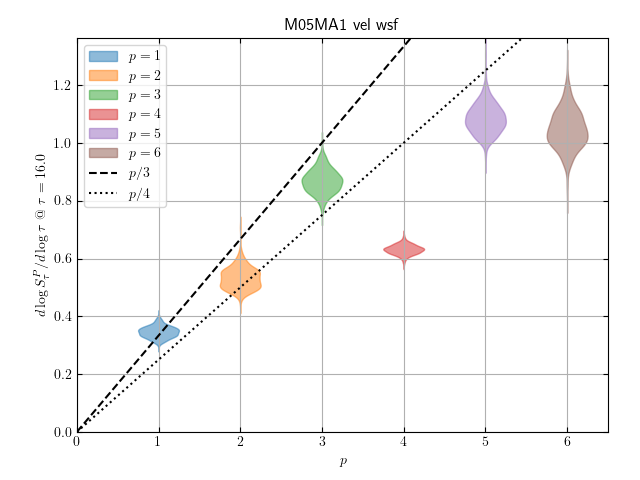 M05MA1 vel wsf
p = 1
p = 2
p = 3
p = 4
p = 5
p = 6
p/3
p/4
d log S_τ^P / d log τ @ τ = 16.0
1.2
1.0
0.8
0.6
0.4
0.2
0.0
0 1 2 3 4 5 6
p